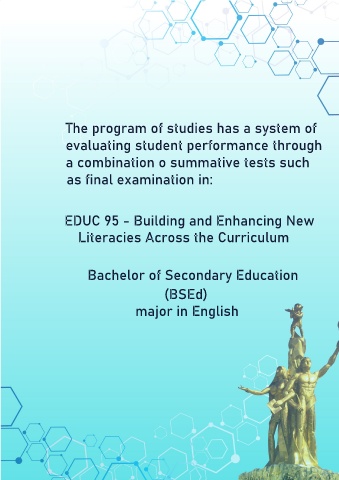 The program of studies has a system of
evaluating student performance through
a combination o summative tests such
as final examination in:
EDUC 95 - Building and Enhancing New
Literacies Across the Curriculum
Bachelor of Secondary Education
(BSEd)
major in English